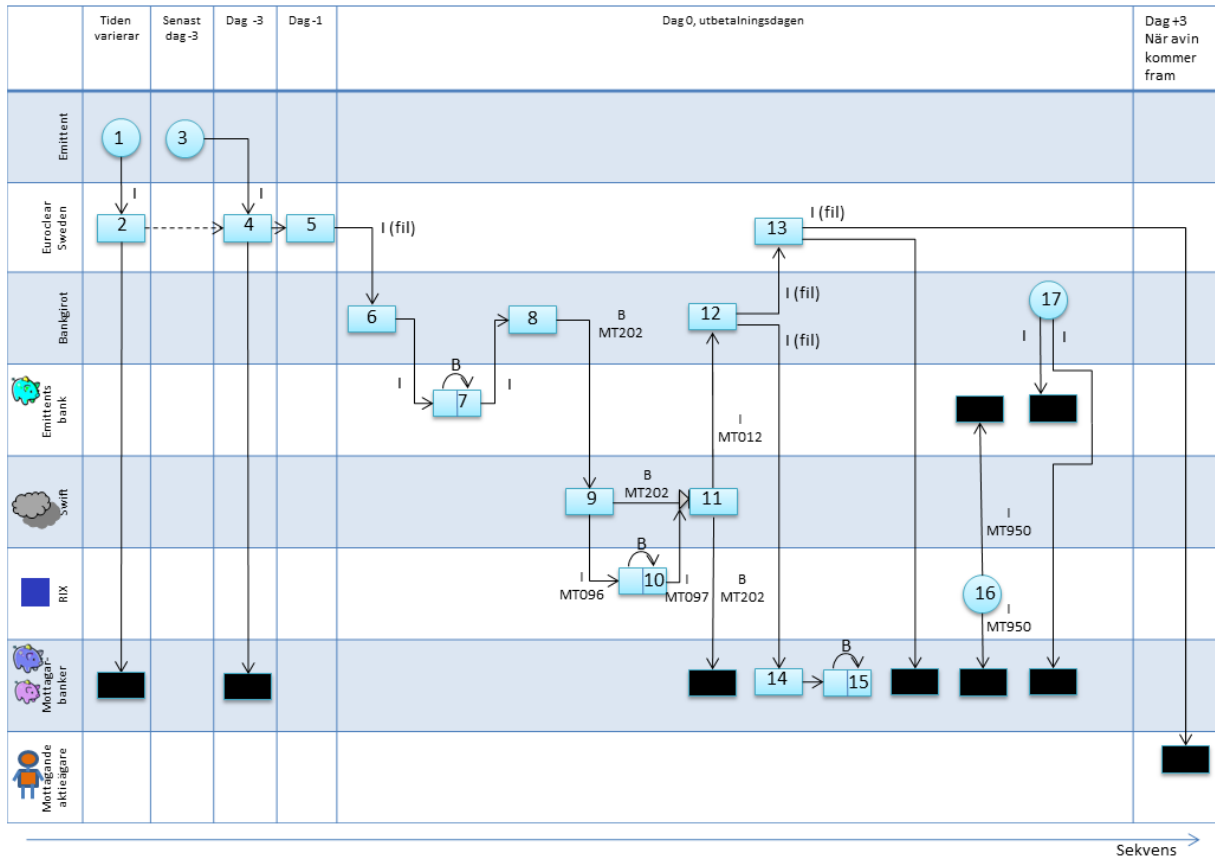 Tiden
varierar
Senast
dag -3
Dag -3
Dag -1
Dag 0, utbetalningsdagen
Dag +3
När avin
kommer
fram
Emittent
1
3
I
I
Euroclear
Sweden
2
4
5
I (fil)
13
I (fil)
Bankgirot
6
8
B
MT202
12
I (fil)
I (fil)
17
I
I
Emittents
bank
I
B
7
I
I
MT012
Swift
9
B
MT202
11
I
MT950
RIX
I
MT096
B
10
I
MT097
B
MT202
16
I
MT950
Mottagar-
banker
14
B
15
Mottagande
aktieägare
Sekvens